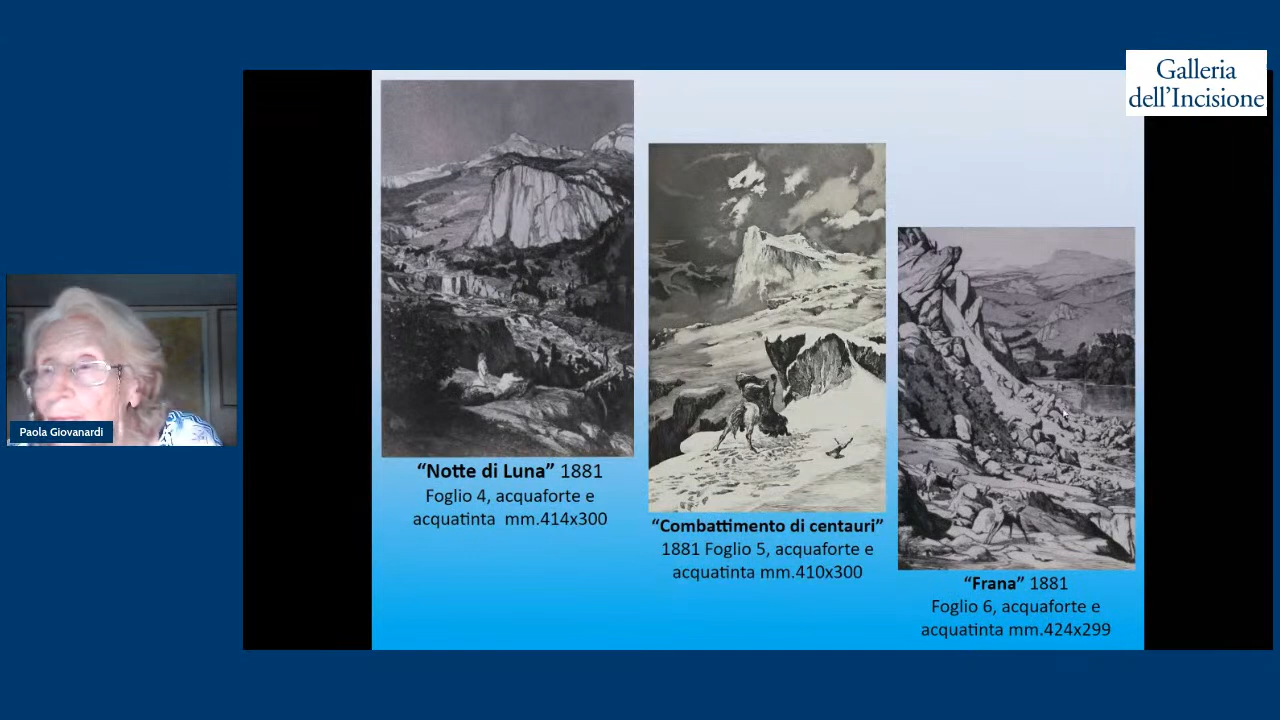 Galleria
dell'Incisione
Paola Giovanardi
“Notte di Luna” 1881
Foglio 4, acquaforte e
acquatinta mm.414x300
“Combattimento di centauri”
1881 Foglio 5, acquaforte e
acquatinta mm.410x300
“Frana” 1881
Foglio 6, acquaforte e
acquatinta mm.424x299